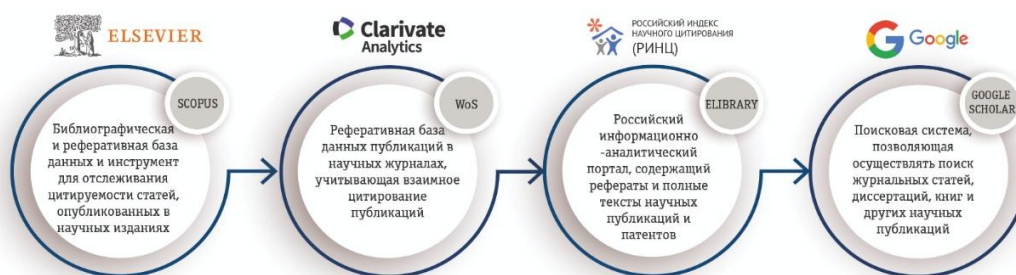 ELSEVIER
SCOPUS
Библиографическая
и реферативная база
данных и инструмент
для отслеживания
цитируемости статей,
опубликованных в
научных изданиях
Clarivate
Analytics
WoS
Реферативная база
данных публикаций в
научных журналах,
учитывающая взаимное
цитирование
публикаций
РОССИЙСКИЙ ИНДЕКС
НАУЧНОГО ЦИТИРОВАНИЯ
(РИНЦ)
ELIBRARY
Российский
информационно
-аналитический
портал, содержащий
рефераты и полные
тексты научных
публикаций и
патентов
Google
GOOGLE
SCHOLAR
Поисковая система,
позволяющая
осуществлять поиск
журнальных статей,
диссертаций, книг и
других научных
публикаций